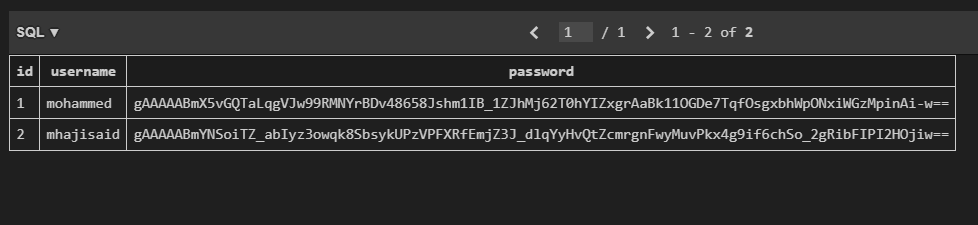 SQL ▼ 1 / 1 1 - 2 of 2
id username password
1 mohammed gAAAAABmX5vGQTaLqgVJw99RMNYrBDv48658Jshm1IB_1ZJhMj62T0hYIZxgrAaBk11OGDe7TqfOsgxbhWpONxiWGzMpinAi-w==
2 mhajisaid gAAAAABmYNSoiTZ_abIyz3owqk8SbsykUPzVPFXRfEmjZ3J_dlqYyHvQtZcmrgnFwyMuvPkx4g9if6chSo_2gRibFIPI2HOjiw==